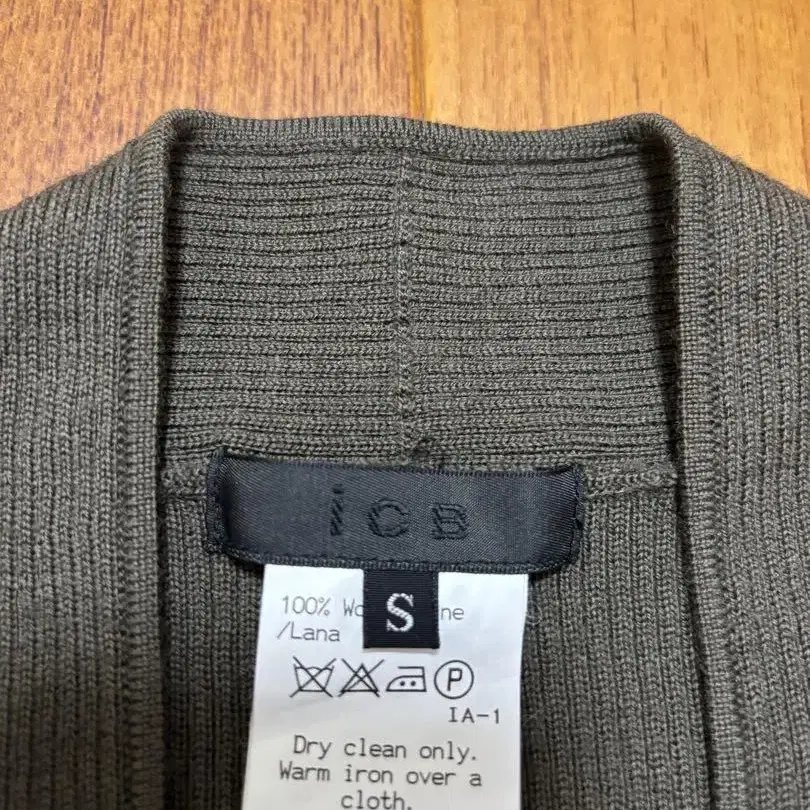 iCB
S
100% Wo ne
/Lana
P
IA-1
Dry clean only.
Warm iron over a
cloth.